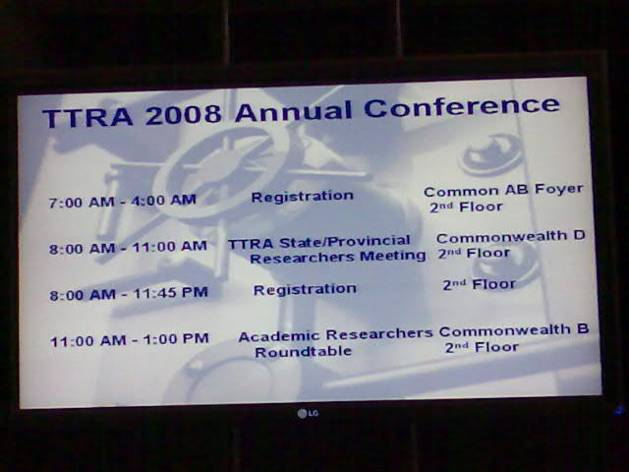 TTRA 2008 Annual Conference
7:00 AM - 4:00 AM Registration Common AB Foyer
2nd Floor
8:00 AM - 11:00 AM TTRA State/Provincial Commonwealth D
Researchers Meeting 2nd Floor
8:00 AM - 11:45 PM Registration 2nd Floor
11:00 AM - 1:00 PM Academic Researchers Commonwealth B
Roundtable 2nd Floor
LG